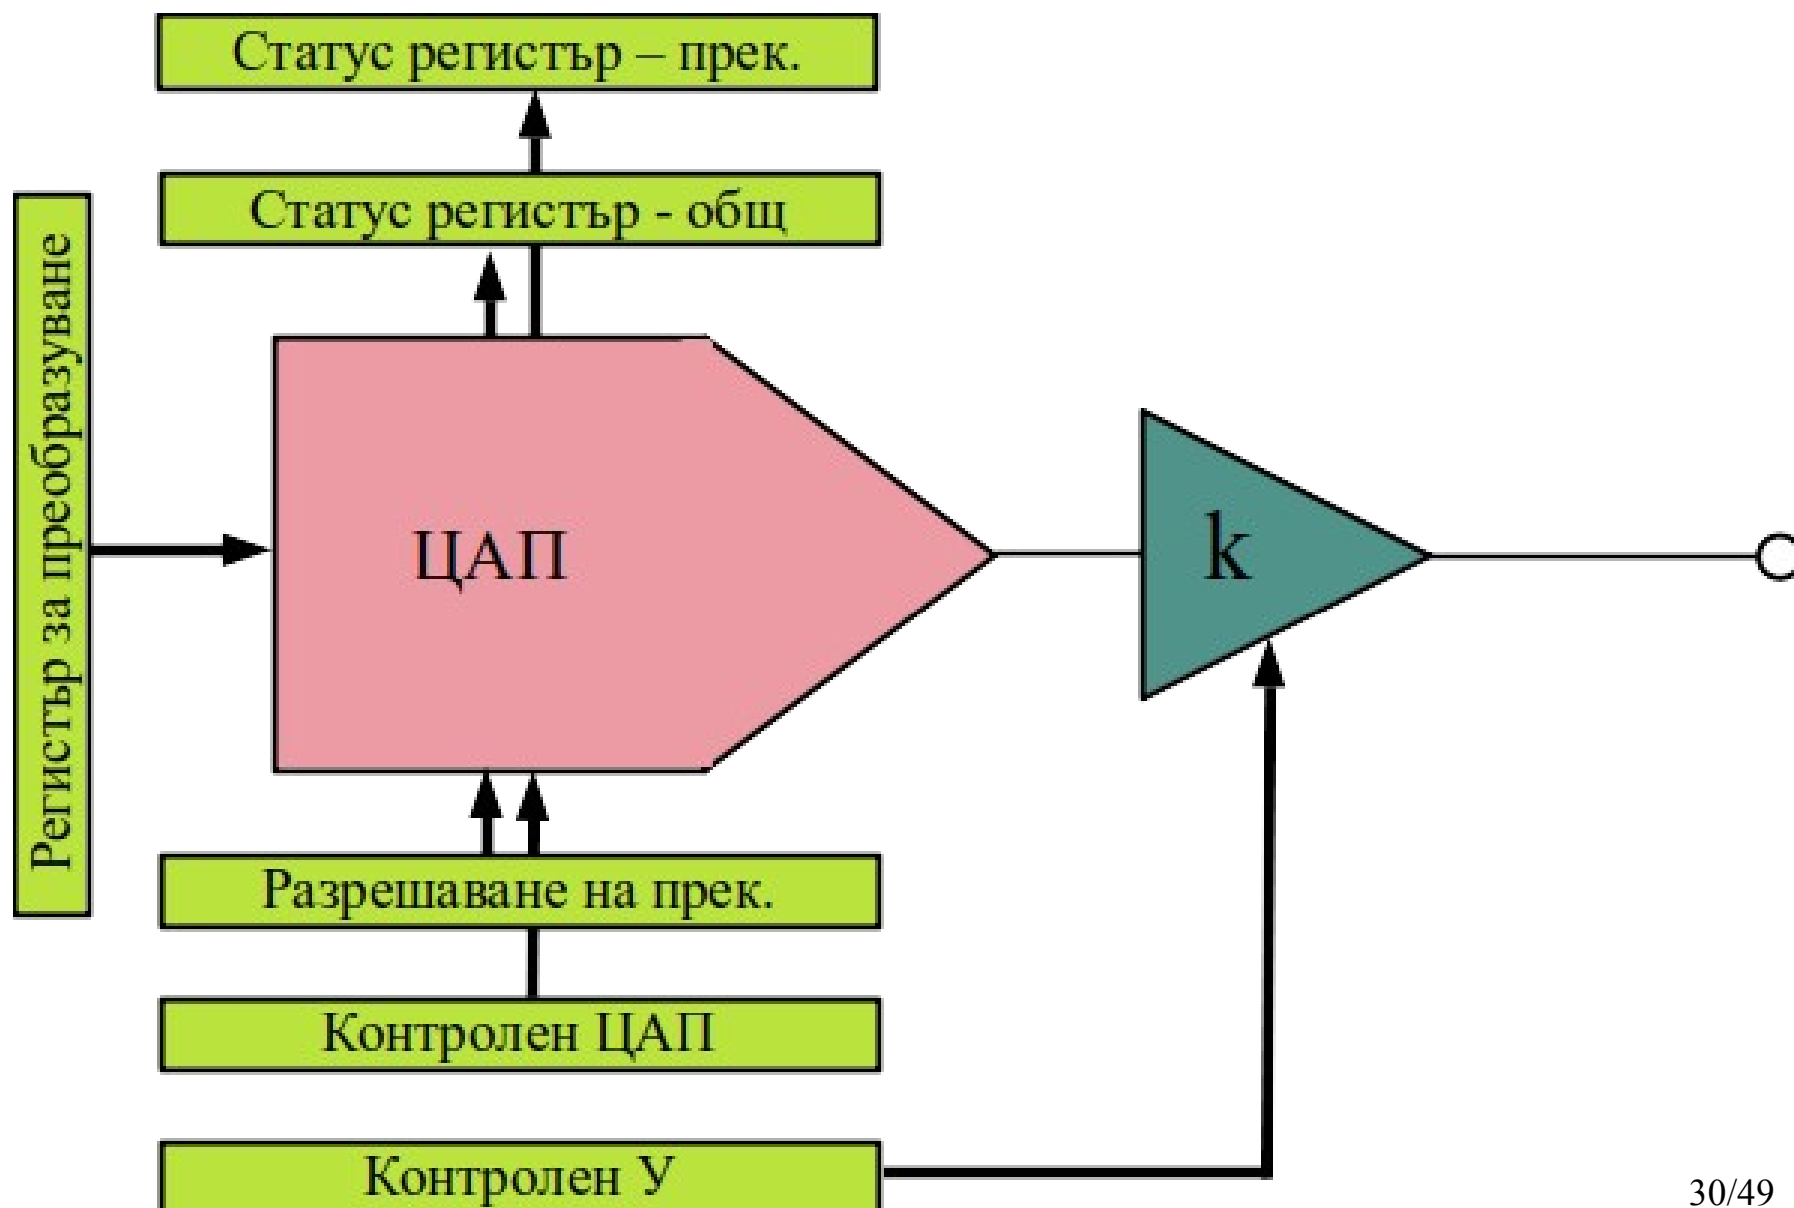 Статус регистър – прек.
Статус регистър - общ
Регистър за преобразуване
ЦАП
k
Разрешаване на прек.
Контролен ЦАП
Контролен У
30/49